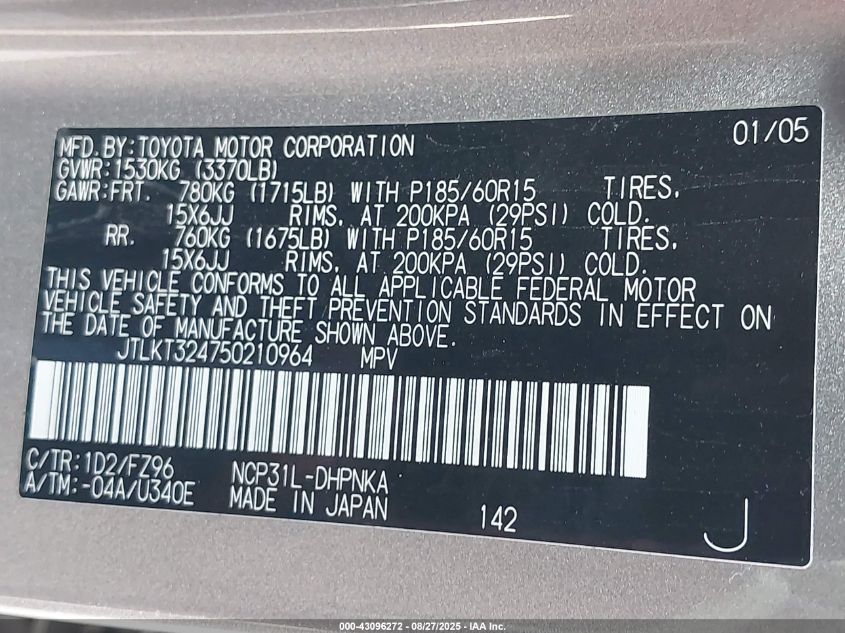 MFD. BY: TOYOTA MOTOR CORPORATION 01/05
GVWR: 1530KG (3370LB)
GAWR: FRT. 780KG (1715LB) WITH P185/60R15 TIRES,
15X6JJ RIMS, AT 200KPA (29PSI) COLD.
RR. 760KG (1675LB) WITH P185/60R15 TIRES,
15X6JJ RIMS, AT 200KPA (29PSI) COLD.
THIS VEHICLE CONFORMS TO ALL APPLICABLE FEDERAL MOTOR
VEHICLE SAFETY AND THEFT PREVENTION STANDARDS IN EFFECT ON
THE DATE OF MANUFACTURE SHOWN ABOVE.
JTLKT324750210964 MPV
C/TR: 1D2/FZ96 NCP31L-DHPNKA
A/TM: -04A/U340E MADE IN JAPAN 142 J
000-43096272 - 08/27/2025 - IAA Inc.